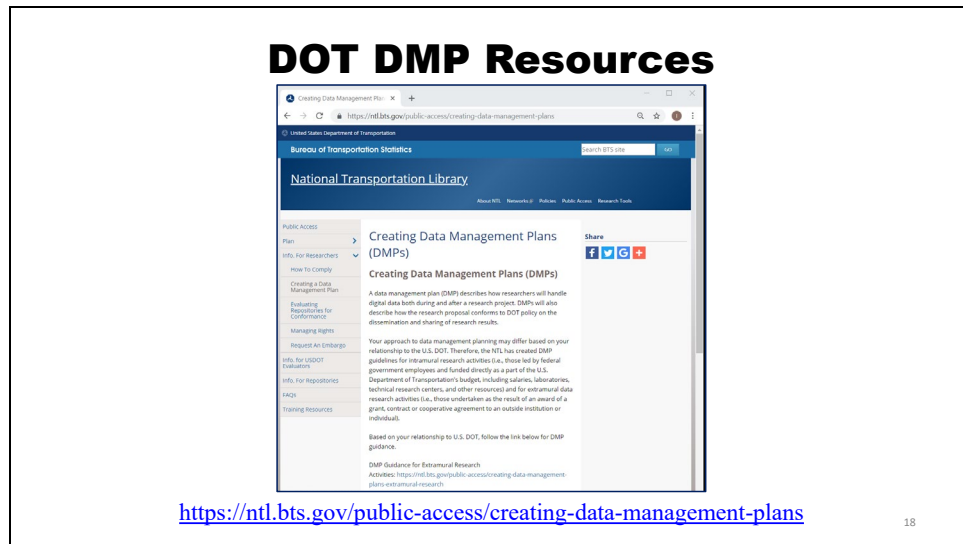 DOT DMP Resources
Creating Data Management Plan
https://ntl.bts.gov/public-access/creating-data-management-plans
United States Department of Transportation
Bureau of Transportation Statistics
Search BTS site
GO
National Transportation Library
About NTL Networks Policies Public Access Research Tools
Public Access
Plan
Info. For Researchers
How To Comply
Creating a Data
Management Plan
Evaluating
Repositories for
Conformance
Managing Rights
Request An Embargo
Info. for USDOT
Evaluators
Info. For Repositories
FAQs
Training Resources
Creating Data Management Plans
(DMPs)
Creating Data Management Plans (DMPs)
A data management plan (DMP) describes how researchers will handle
digital data both during and after a research project. DMPs will also
describe how the research proposal conforms to DOT policy on the
dissemination and sharing of research results.
Your approach to data management planning may differ based on your
relationship to the U.S. DOT. Therefore, the NTL has created DMP
guidelines for intramural research activities (i.e., those led by federal
government employees and funded directly as a part of the U.S.
Department of Transportation's budget, including salaries, laboratories,
technical research centers, and other resources) and for extramural data
research activities (i.e., those undertaken as the result of an award of a
grant, contract or cooperative agreement to an outside institution or
individual).
Based on your relationship to U.S. DOT, follow the link below for DMP
guidance.
DMP Guidance for Extramural Research
Activities: https://ntl.bts.gov/public-access/creating-data-management-
plans-extramural-research
Share
https://ntl.bts.gov/public-access/creating-data-management-plans
18